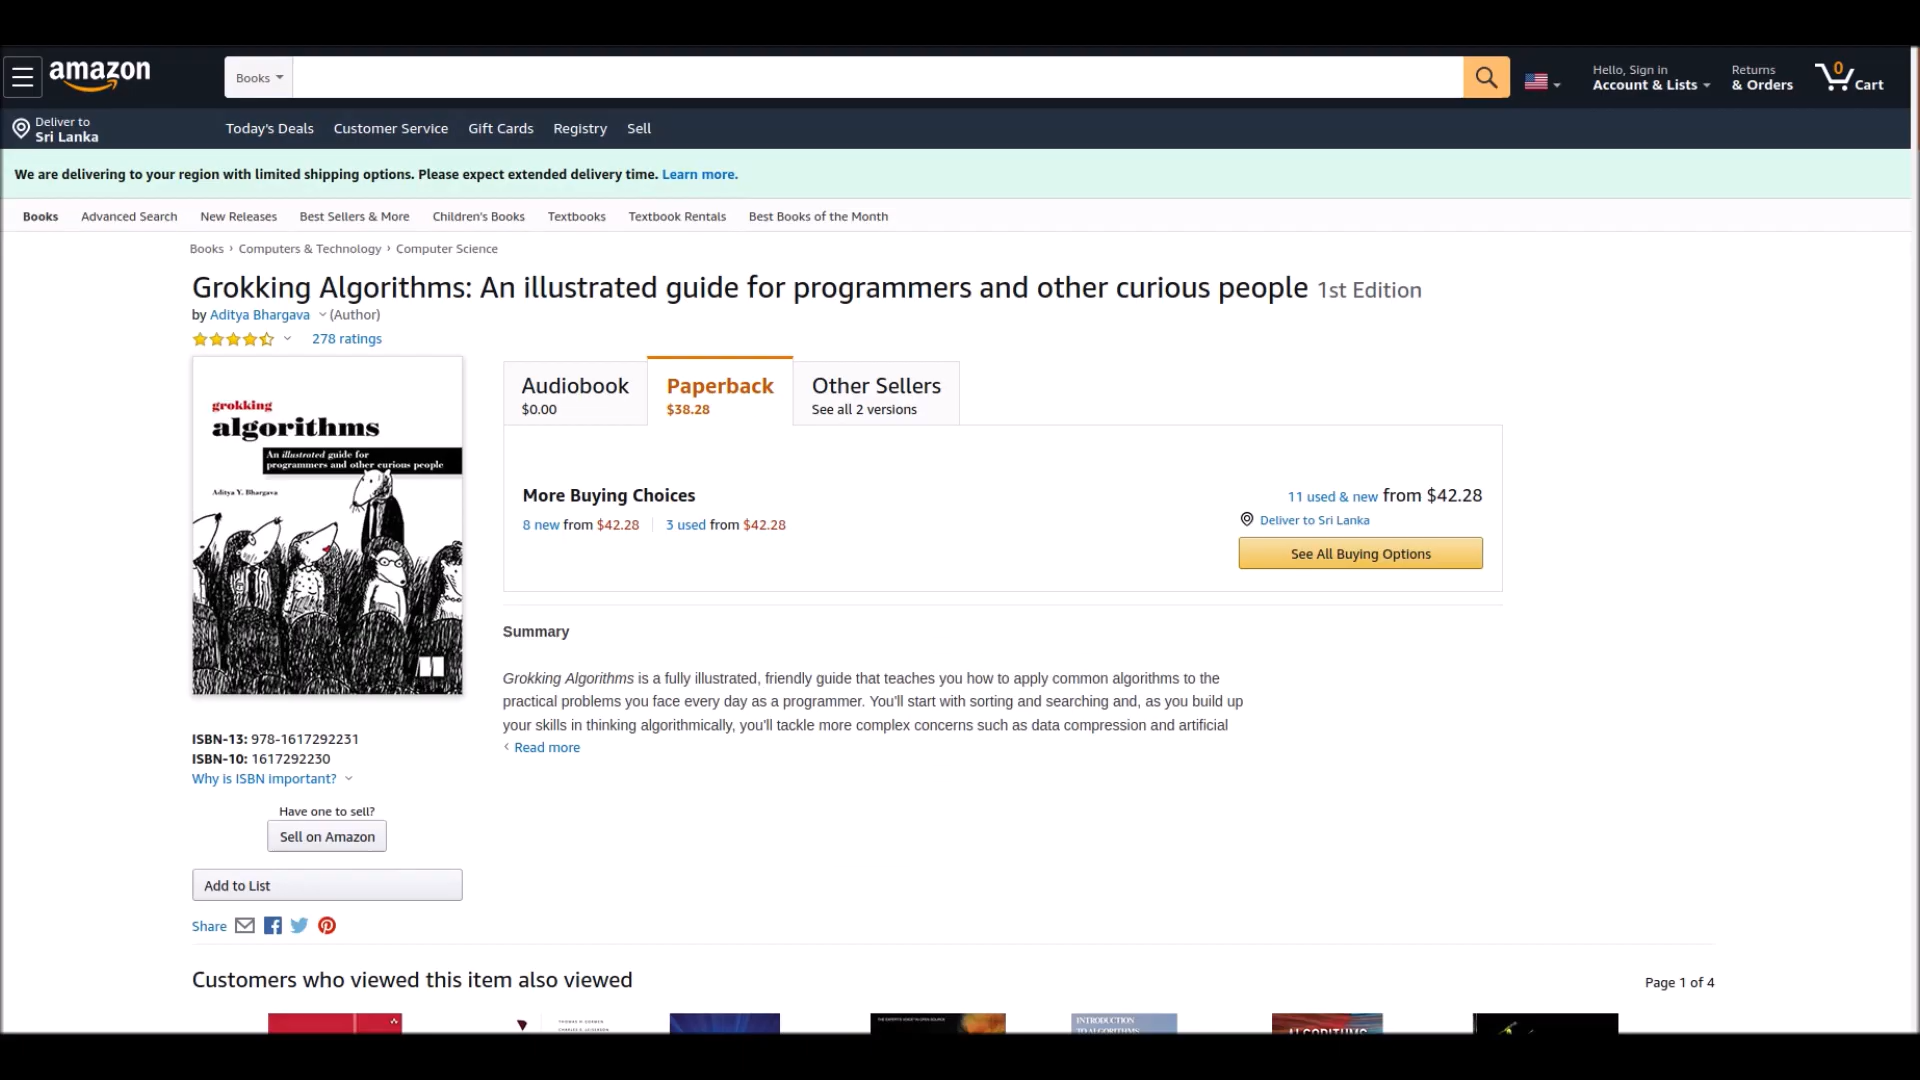 amazon
Books
Hello, Sign in
Account & Lists
Returns
& Orders
0
Cart
Deliver to
Sri Lanka
Today's Deals
Customer Service
Gift Cards
Registry
Sell
We are delivering to your region with limited shipping options. Please expect extended delivery time. Learn more.
Books
Advanced Search
New Releases
Best Sellers & More
Children's Books
Textbooks
Textbook Rentals
Best Books of the Month
Books › Computers & Technology › Computer Science
Grokking Algorithms: An illustrated guide for programmers and other curious people 1st Edition
by Aditya Bhargava (Author)
278 ratings
grokking
algorithms
An illustrated guide for
programmers and other curious people
Aditya Y. Bhargava
Audiobook
$0.00
Paperback
$38.28
Other Sellers
See all 2 versions
More Buying Choices
8 new from $42.28
3 used from $42.28
11 used & new from $42.28
Deliver to Sri Lanka
See All Buying Options
Summary
Grokking Algorithms is a fully illustrated, friendly guide that teaches you how to apply common algorithms to the
practical problems you face every day as a programmer. You'll start with sorting and searching and, as you build up
your skills in thinking algorithmically, you'll tackle more complex concerns such as data compression and artificial
‹ Read more
ISBN-13: 978-1617292231
ISBN-10: 1617292230
Why is ISBN important?
Have one to sell?
Sell on Amazon
Add to List
Share
Customers who viewed this item also viewed
Page 1 of 4
THOMAS H. CORMEN
INTRODUCTION
TO ALGORITHMS
ALGORITHMS